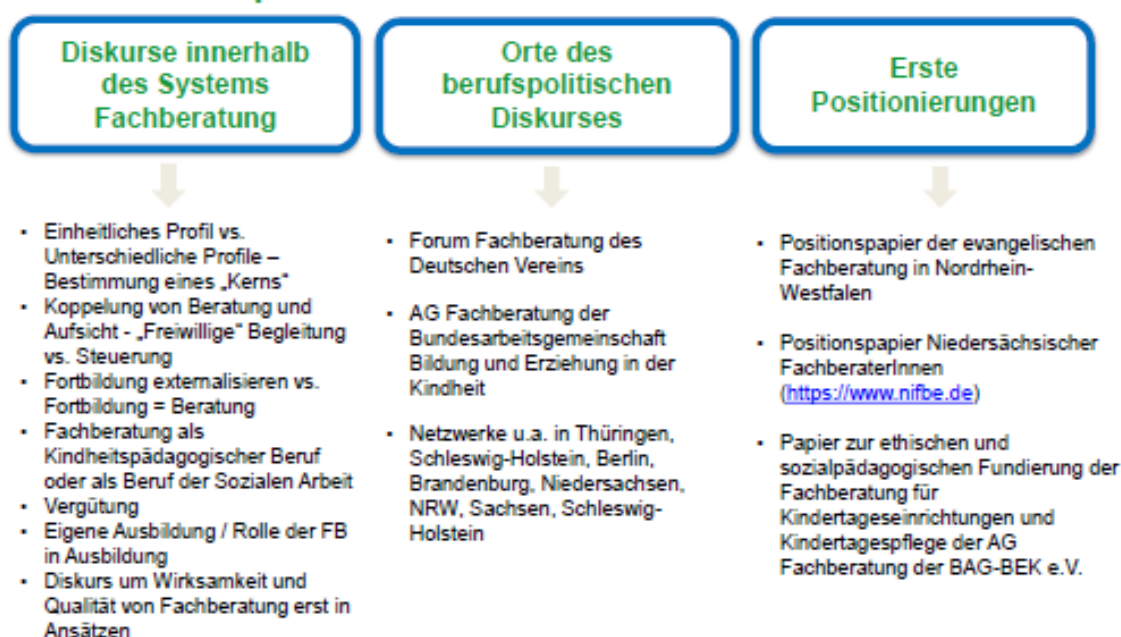 Diskurse innerhalb
des Systems
Fachberatung
Einheitliches Profil vs.
Unterschiedliche Profile –
Bestimmung eines „Kerns“
Koppelung von Beratung und
Aufsicht - „Freiwillige“ Begleitung
vs. Steuerung
Fortbildung externalisieren vs.
Fortbildung = Beratung
Fachberatung als
Kindheitspädagogischer Beruf
oder als Beruf der Sozialen Arbeit
Vergütung
Eigene Ausbildung / Rolle der FB
in Ausbildung
Diskurs um Wirksamkeit und
Qualität von Fachberatung erst in
Ansätzen
Orte des
berufspolitischen
Diskurses
Forum Fachberatung des
Deutschen Vereins
AG Fachberatung der
Bundesarbeitsgemeinschaft
Bildung und Erziehung in der
Kindheit
Netzwerke u.a. in Thüringen,
Schleswig-Holstein, Berlin,
Brandenburg, Niedersachsen,
NRW, Sachsen, Schleswig-
Holstein
Erste
Positionierungen
Positionspapier der evangelischen
Fachberatung in Nordrhein-
Westfalen
Positionspapier Niedersächsischer
FachberaterInnen
(https://www.nifbe.de)
Papier zur ethischen und
sozialpädagogischen Fundierung der
Fachberatung für
Kindertageseinrichtungen und
Kindertagespflege der AG
Fachberatung der BAG-BEK e.V.